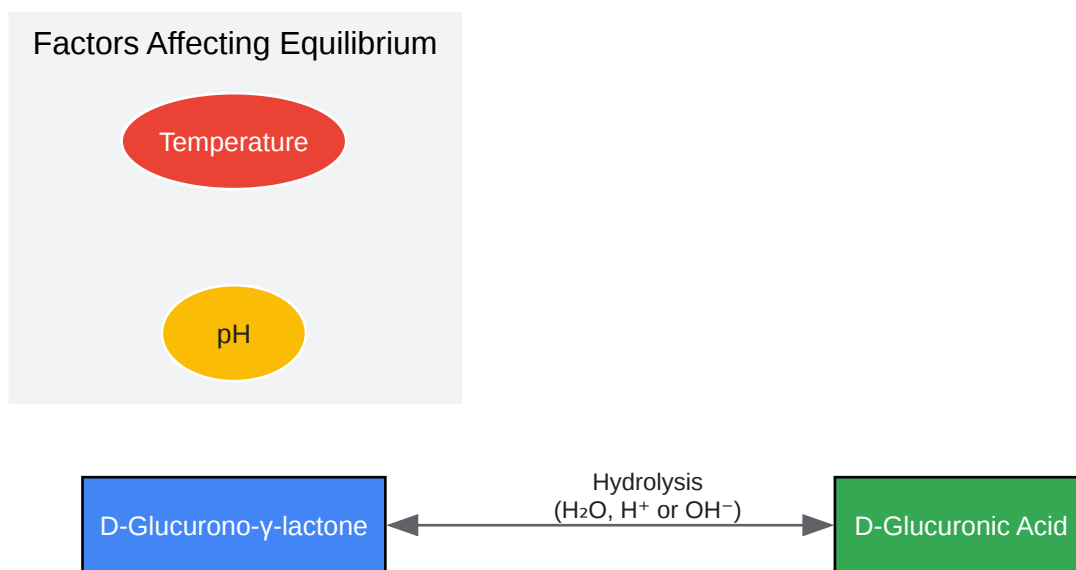 Factors Affecting Equilibrium
Temperature
pH
Hydrolysis
(H₂O, H⁺ or OH⁻)
D-Glucurono-γ-lactone
D-Glucuronic Acid